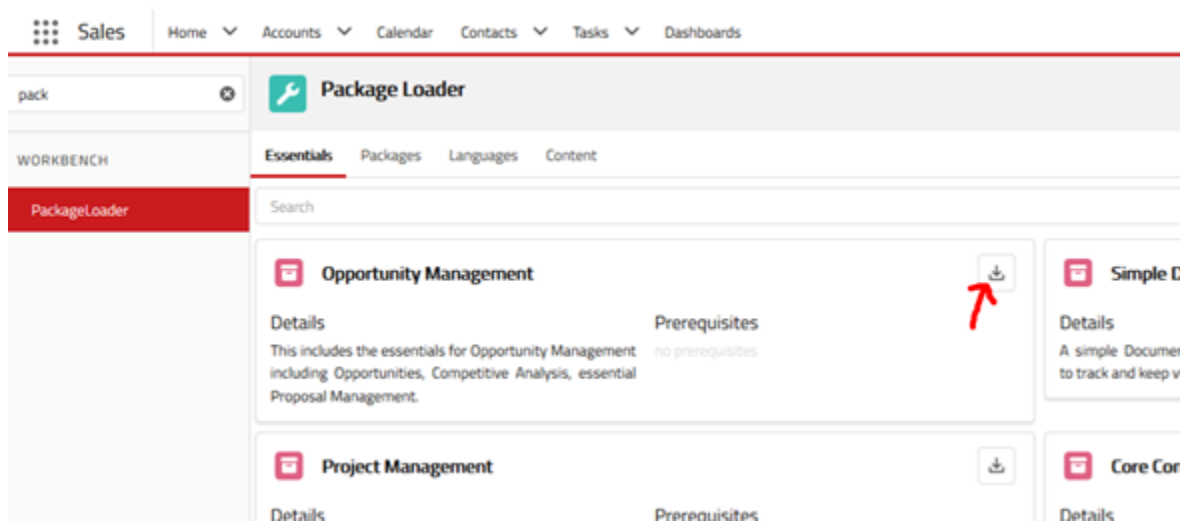 Sales Home Accounts Calendar Contacts Tasks Dashboards
pack
Package Loader
WORKBENCH
Essentials Packages Languages Content
PackageLoader
Search
Opportunity Management
Simple
Details
Prerequisites
Details
This includes the essentials for Opportunity Management
no prerequisites
A simple
including Opportunities, Competitive Analysis, essential
to track and keep
Proposal Management.
Project Management
Core
Details
Prerequisites
Details